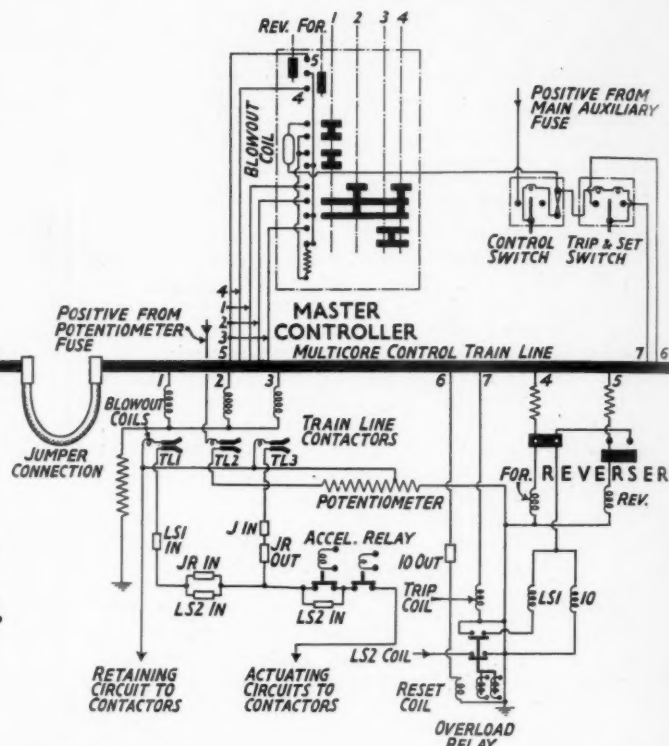 REV. FOR.
1 2 3 4
5
4
BLOWOUT
COIL
POSITIVE FROM
MAIN AUXILIARY
FUSE
CONTROL
SWITCH
TRIP & SET
SWITCH
POSITIVE FROM
POTENTIOMETER
FUSE
4
1
2
3
5
MASTER
CONTROLLER
MULTICORE CONTROL TRAIN LINE
7 6
1 2 3 6 7 4 5
JUMPER
CONNECTION
BLOWOUT
COILS
TRAIN LINE
CONTACTORS
TL1 TL2 TL3
POTENTIOMETER
FOR. REVERSER
REV.
LS1
IN
J IN
JR
OUT
ACCEL. RELAY
JR IN
LS2 IN
LS2 IN
10 OUT
TRIP
COIL
LS1 10
LS2 COIL
RESET
COIL
OVERLOAD
RELAY
RETAINING
CIRCUIT TO
CONTACTORS
ACTUATING
CIRCUITS TO
CONTACTORS